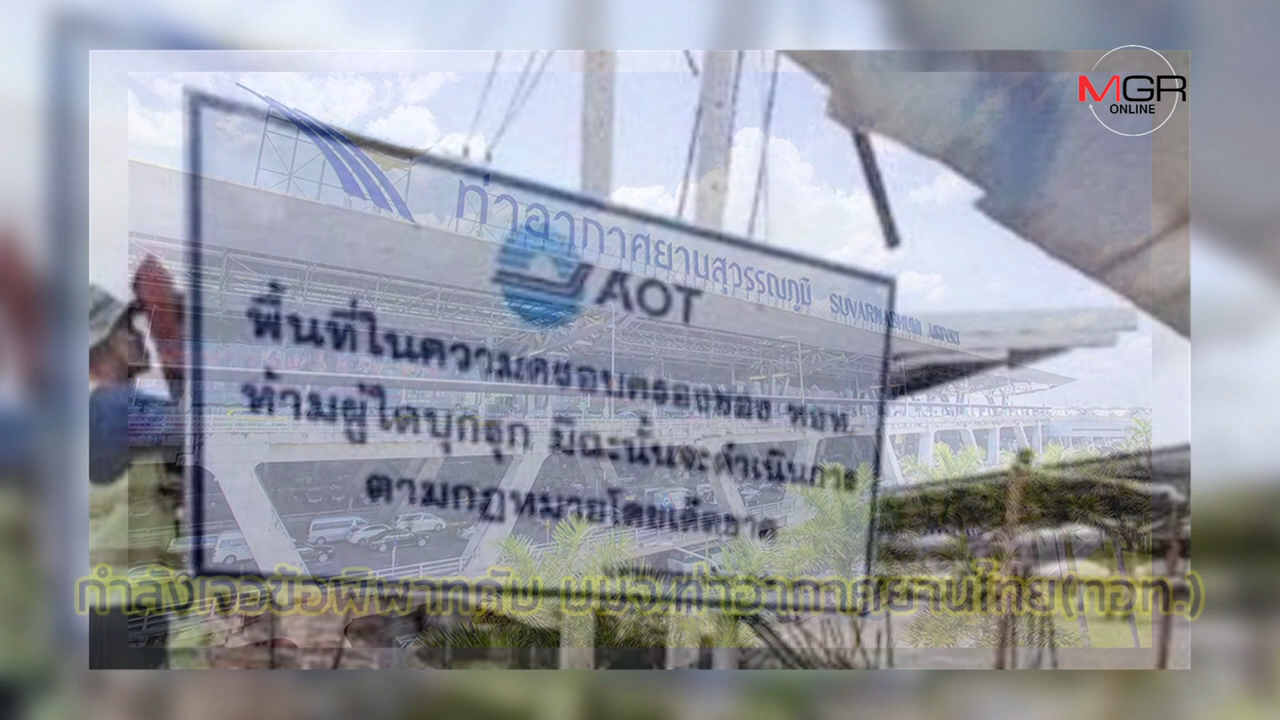 MGR
ONLINE
ท่าอากาศยานสุวรรณภูมิ SUVARNABHUMI AIRPORT
AOT
พื้นที่ในความครอบครองของ ทอท.
ห้ามผู้ใดบุกรุก มิฉะนั้นจะดำเนินการ
ตามกฎหมายโดยเด็ดขาด
กำลังเจอข้อพิพาทกับ บมจ.ท่าอากาศยานไทย(ทอท.)